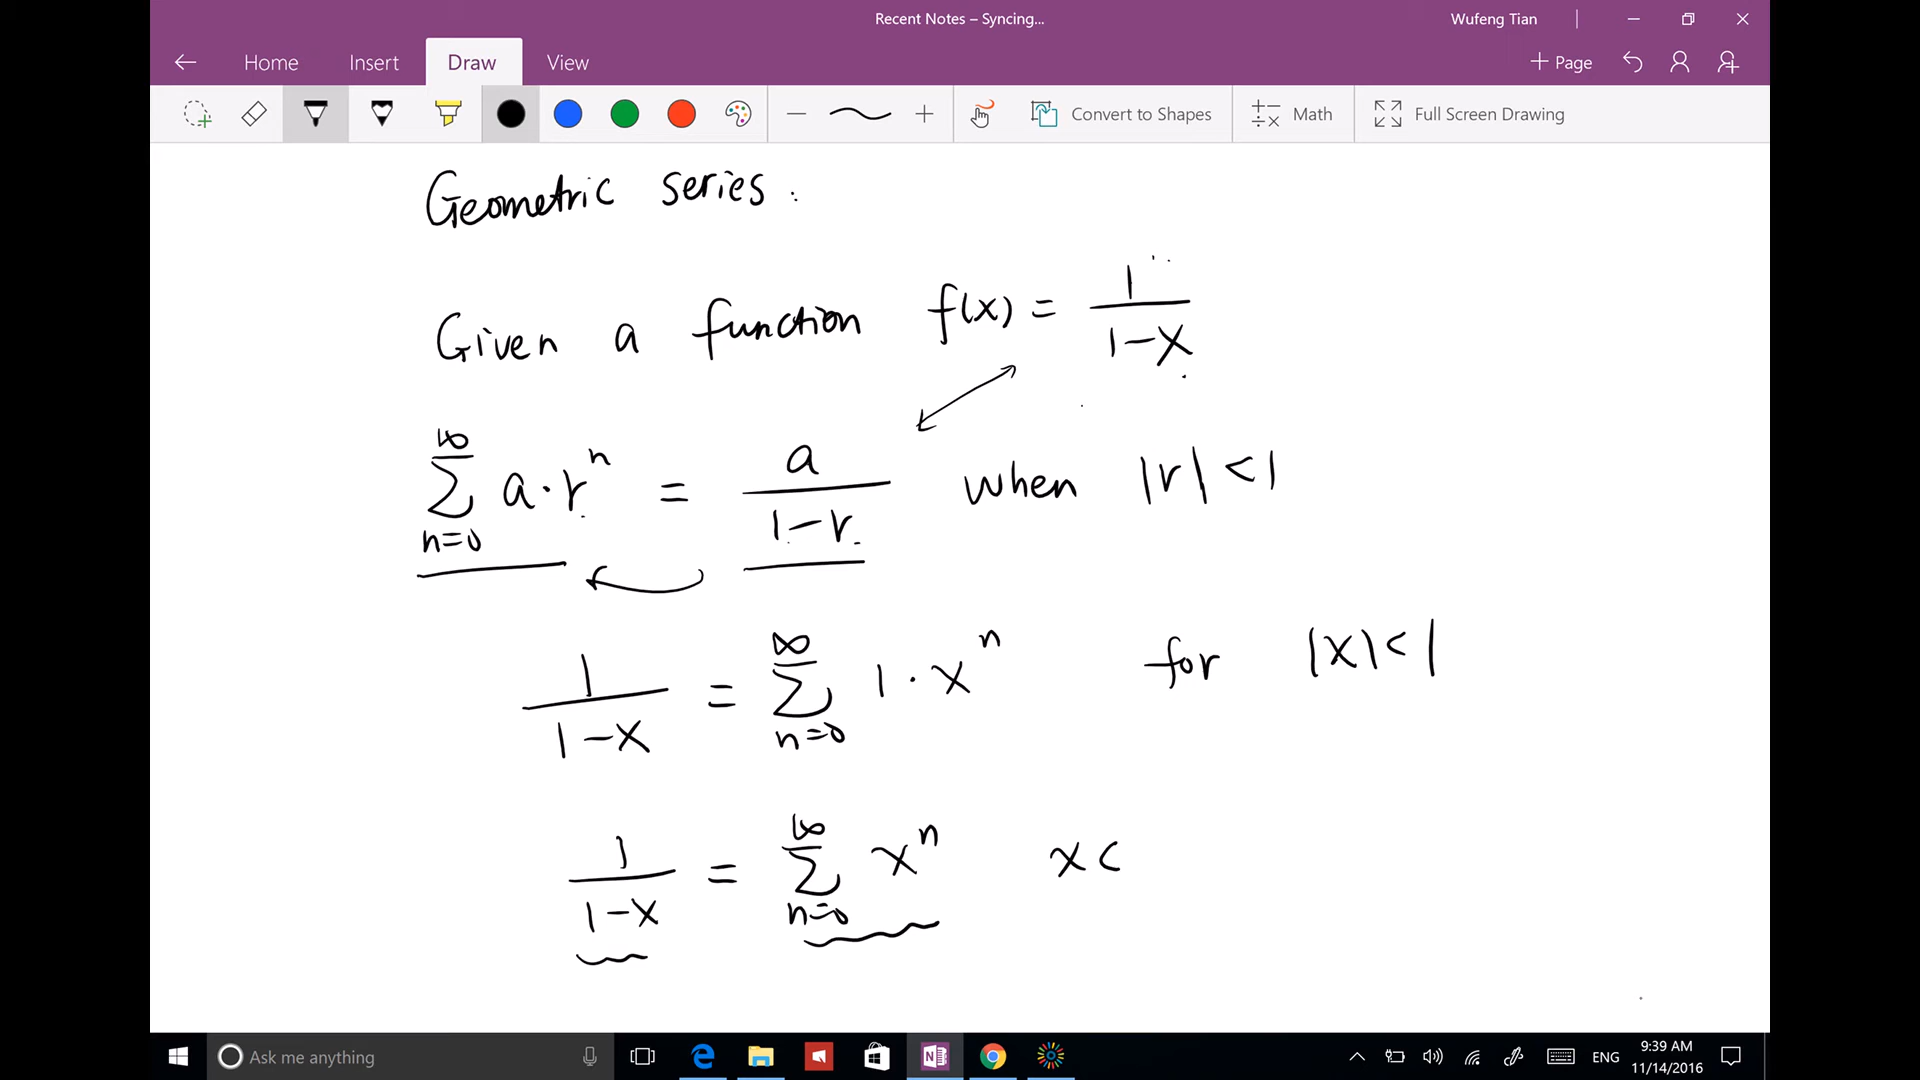 Recent Notes – Syncing...
Wufeng Tian
Home Insert Draw View
Page
Convert to Shapes
Math
Full Screen Drawing
Geometric series :
Given a function f(x) = 1/(1-x)
∑_{n=0}^{∞} a·r^n = a/(1-r) when |r| < 1
1/(1-x) = ∑_{n=0}^{∞} 1·x^n for |x| < 1
1/(1-x) = ∑_{n=0}^{∞} x^n x <
Ask me anything
ENG
9:39 AM
11/14/2016